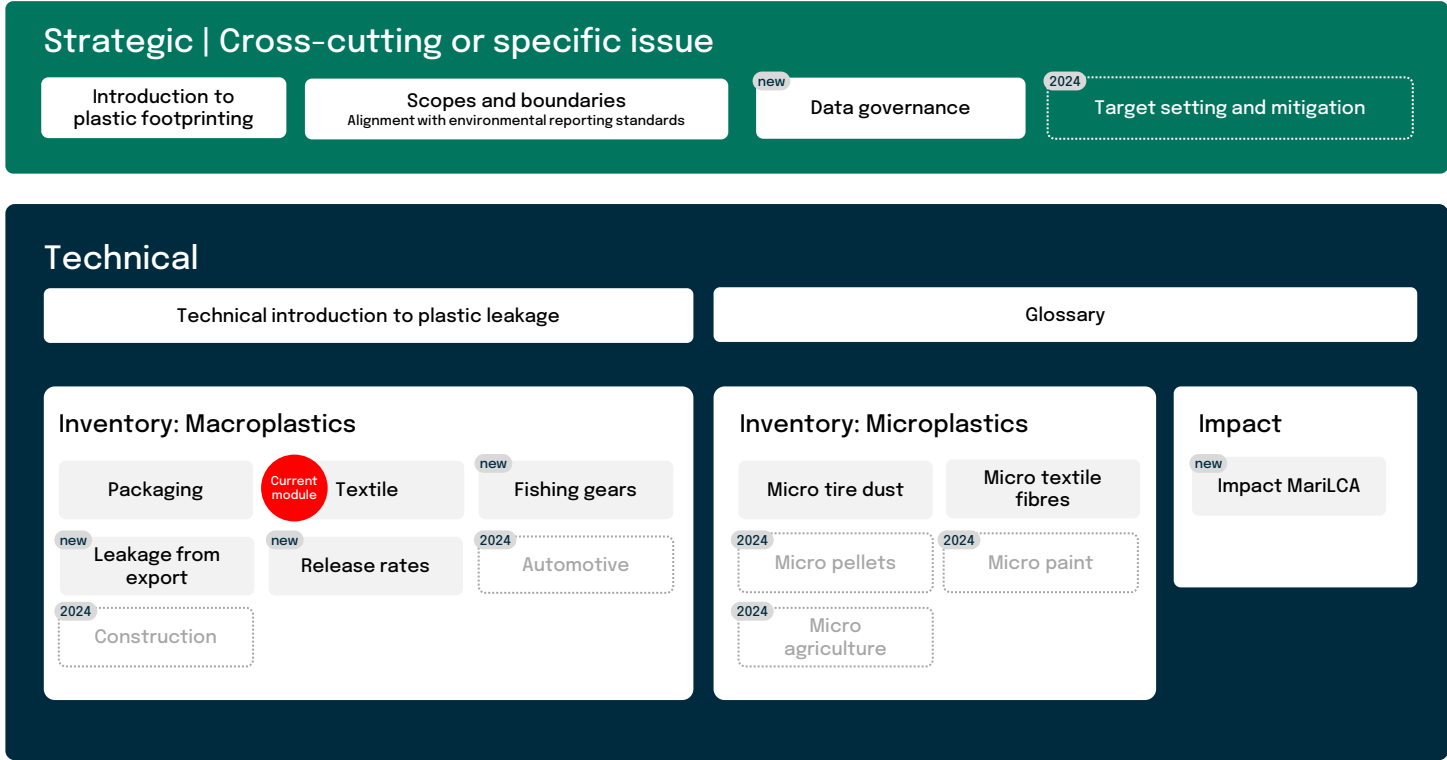 Strategic | Cross-cutting or specific issue
Introduction to
plastic footprinting
Scopes and boundaries
Alignment with environmental reporting standards
new
Data governance
2024
Target setting and mitigation
Technical
Technical introduction to plastic leakage
Glossary
Inventory: Macroplastics
Packaging
Current
module
Textile
new
Fishing gears
new
Leakage from
export
new
Release rates
2024
Automotive
2024
Construction
Inventory: Microplastics
Micro tire dust
Micro textile
fibres
2024
Micro pellets
2024
Micro paint
2024
Micro
agriculture
Impact
new
Impact MariLCA